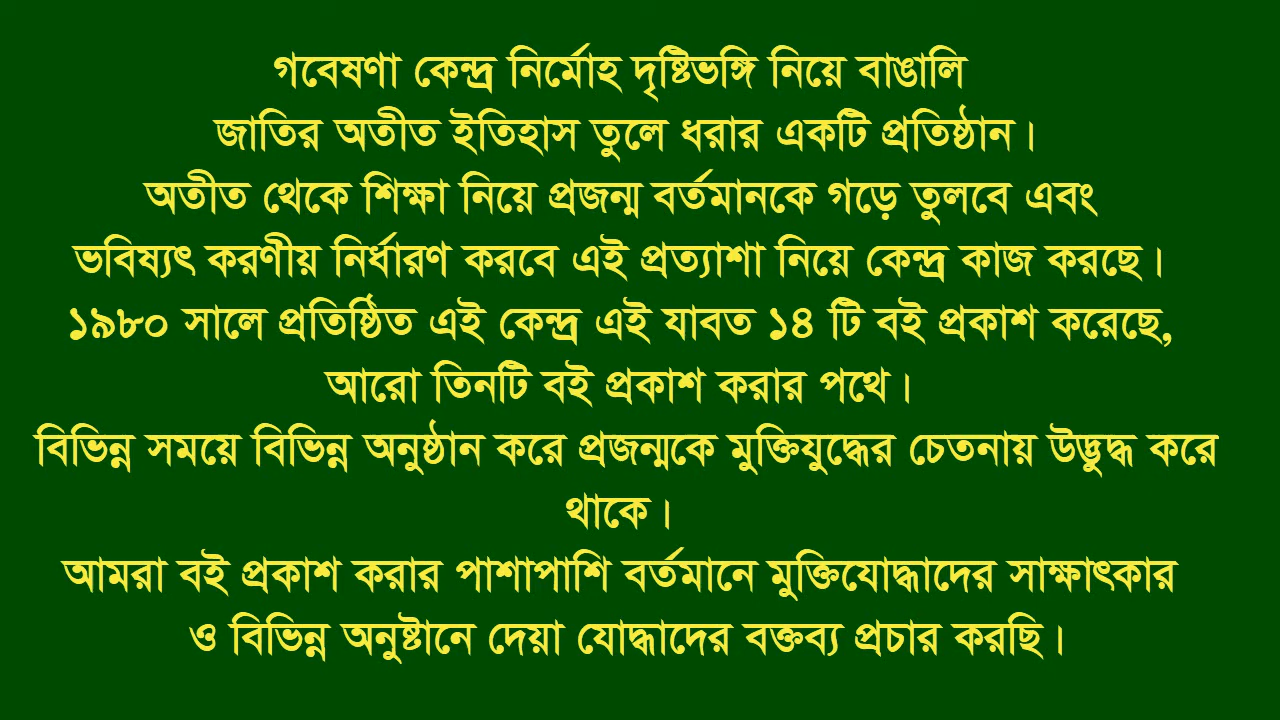 গবেষণা কেন্দ্র নির্মোহ দৃষ্টিভঙ্গি নিয়ে বাঙালি
জাতির অতীত ইতিহাস তুলে ধরার একটি প্রতিষ্ঠান।
অতীত থেকে শিক্ষা নিয়ে প্রজন্ম বর্তমানকে গড়ে তুলবে এবং
ভবিষ্যৎ করণীয় নির্ধারণ করবে এই প্রত্যাশা নিয়ে কেন্দ্র কাজ করছে।
১৯৮০ সালে প্রতিষ্ঠিত এই কেন্দ্র এই যাবত ১৪ টি বই প্রকাশ করেছে,
আরো তিনটি বই প্রকাশ করার পথে।
বিভিন্ন সময়ে বিভিন্ন অনুষ্ঠান করে প্রজন্মকে মুক্তিযুদ্ধের চেতনায় উদ্ভুদ্ধ করে
থাকে।
আমরা বই প্রকাশ করার পাশাপাশি বর্তমানে মুক্তিযোদ্ধাদের সাক্ষাৎকার
ও বিভিন্ন অনুষ্টানে দেয়া যোদ্ধাদের বক্তব্য প্রচার করছি।